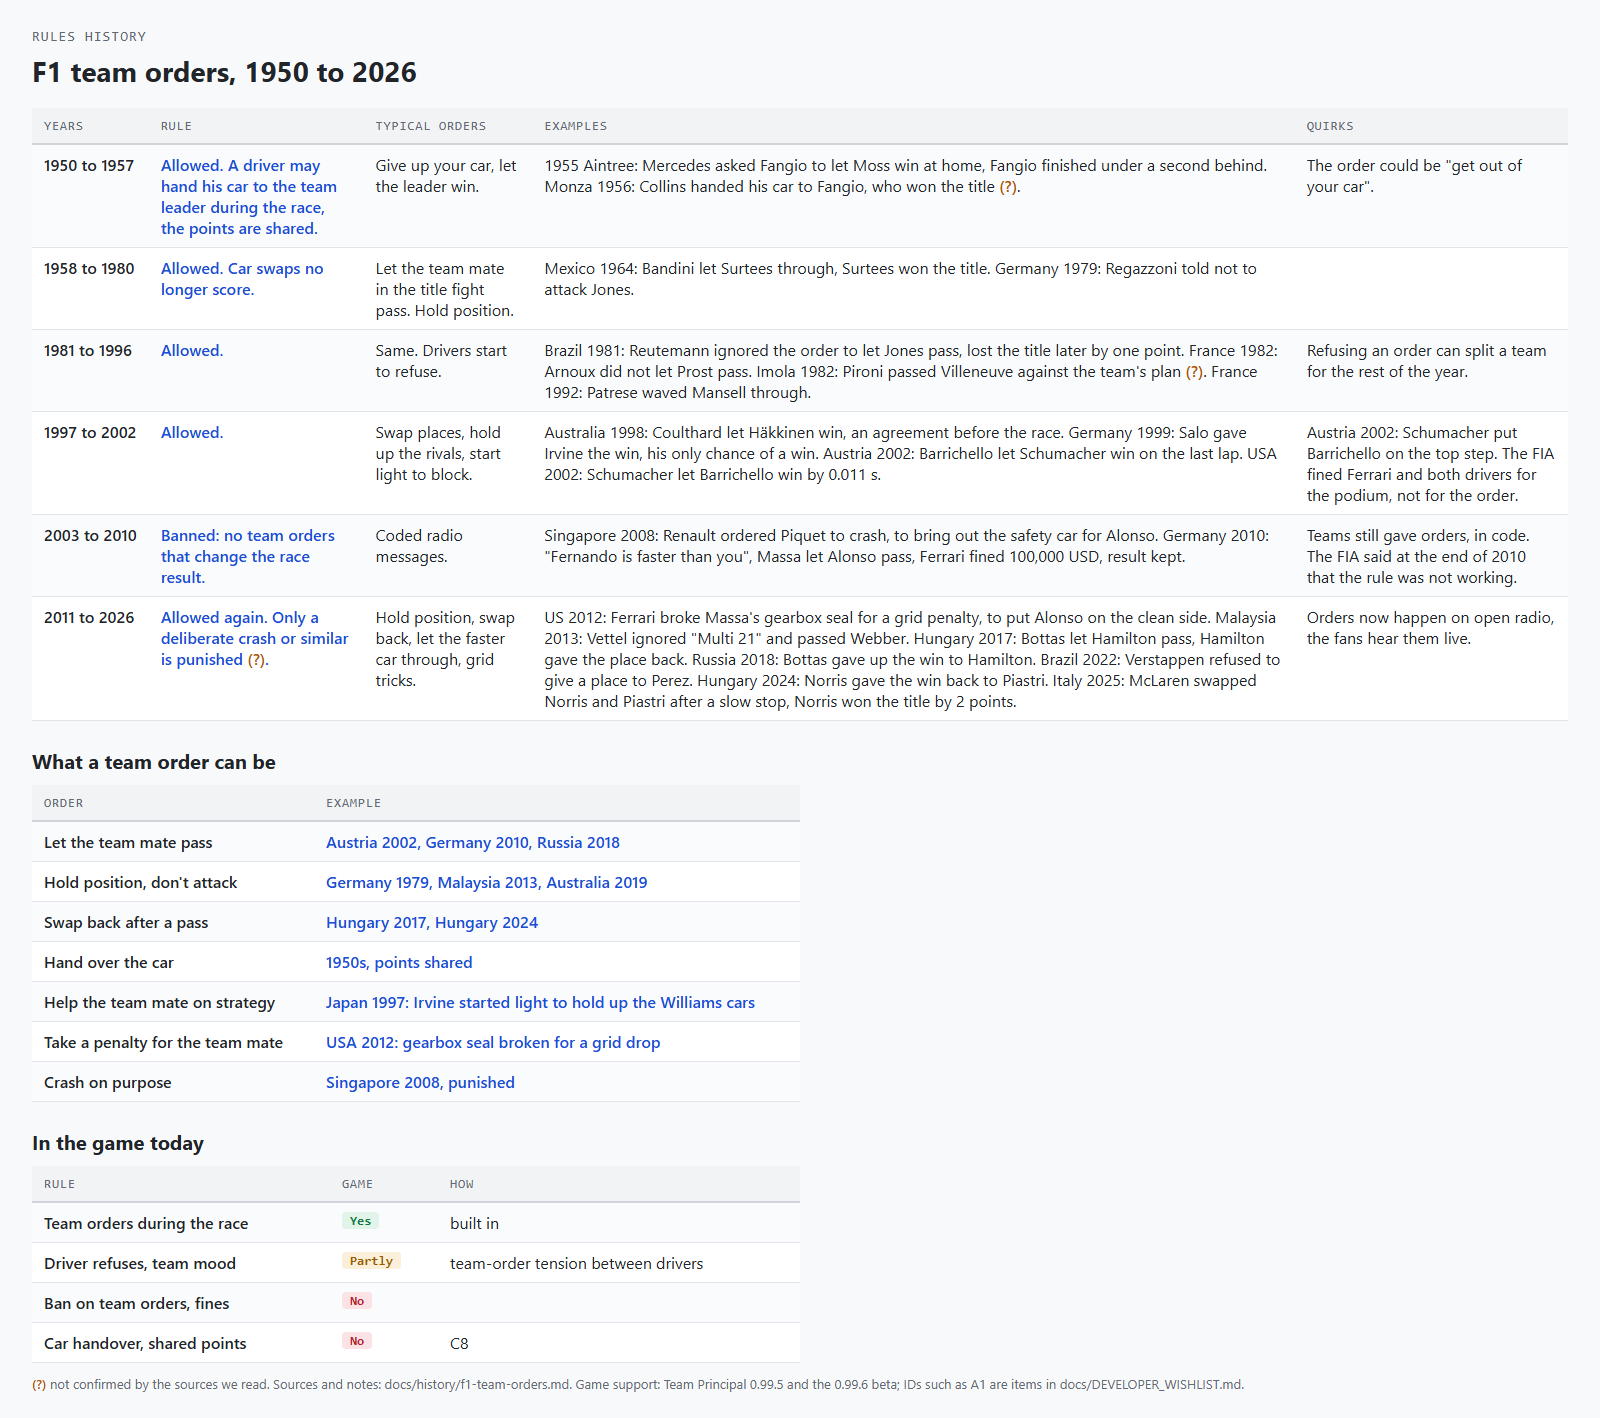 RULES HISTORY
F1 team orders, 1950 to 2026
YEARS RULE TYPICAL ORDERS EXAMPLES QUIRKS
1950 to 1957
Allowed. A driver may
hand his car to the team
leader during the race,
the points are shared.
Give up your car, let
the leader win.
1955 Aintree: Mercedes asked Fangio to let Moss win at home, Fangio finished under a second behind.
Monza 1956: Collins handed his car to Fangio, who won the title (?).
The order could be "get out of
your car".
1958 to 1980
Allowed. Car swaps no
longer score.
Let the team mate
in the title fight
pass. Hold position.
Mexico 1964: Bandini let Surtees through, Surtees won the title. Germany 1979: Regazzoni told not to
attack Jones.
1981 to 1996
Allowed.
Same. Drivers start
to refuse.
Brazil 1981: Reutemann ignored the order to let Jones pass, lost the title later by one point. France 1982:
Arnoux did not let Prost pass. Imola 1982: Pironi passed Villeneuve against the team's plan (?). France
1992: Patrese waved Mansell through.
Refusing an order can split a team
for the rest of the year.
1997 to 2002
Allowed.
Swap places, hold
up the rivals, start
light to block.
Australia 1998: Coulthard let Häkkinen win, an agreement before the race. Germany 1999: Salo gave
Irvine the win, his only chance of a win. Austria 2002: Barrichello let Schumacher win on the last lap. USA
2002: Schumacher let Barrichello win by 0.011 s.
Austria 2002: Schumacher put
Barrichello on the top step. The FIA
fined Ferrari and both drivers for
the podium, not for the order.
2003 to 2010
Banned: no team orders
that change the race
result.
Coded radio
messages.
Singapore 2008: Renault ordered Piquet to crash, to bring out the safety car for Alonso. Germany 2010:
"Fernando is faster than you", Massa let Alonso pass, Ferrari fined 100,000 USD, result kept.
Teams still gave orders, in code.
The FIA said at the end of 2010
that the rule was not working.
2011 to 2026
Allowed again. Only a
deliberate crash or similar
is punished (?).
Hold position, swap
back, let the faster
car through, grid
tricks.
US 2012: Ferrari broke Massa's gearbox seal for a grid penalty, to put Alonso on the clean side. Malaysia
2013: Vettel ignored "Multi 21" and passed Webber. Hungary 2017: Bottas let Hamilton pass, Hamilton
gave the place back. Russia 2018: Bottas gave up the win to Hamilton. Brazil 2022: Verstappen refused to
give a place to Perez. Hungary 2024: Norris gave the win back to Piastri. Italy 2025: McLaren swapped
Norris and Piastri after a slow stop, Norris won the title by 2 points.
Orders now happen on open radio,
the fans hear them live.
What a team order can be
ORDER EXAMPLE
Let the team mate pass Austria 2002, Germany 2010, Russia 2018
Hold position, don't attack Germany 1979, Malaysia 2013, Australia 2019
Swap back after a pass Hungary 2017, Hungary 2024
Hand over the car 1950s, points shared
Help the team mate on strategy Japan 1997: Irvine started light to hold up the Williams cars
Take a penalty for the team mate USA 2012: gearbox seal broken for a grid drop
Crash on purpose Singapore 2008, punished
In the game today
RULE GAME HOW
Team orders during the race Yes built in
Driver refuses, team mood Partly team-order tension between drivers
Ban on team orders, fines No
Car handover, shared points No C8
(?) not confirmed by the sources we read. Sources and notes: docs/history/f1-team-orders.md. Game support: Team Principal 0.99.5 and the 0.99.6 beta; IDs such as A1 are items in docs/DEVELOPER_WISHLIST.md.